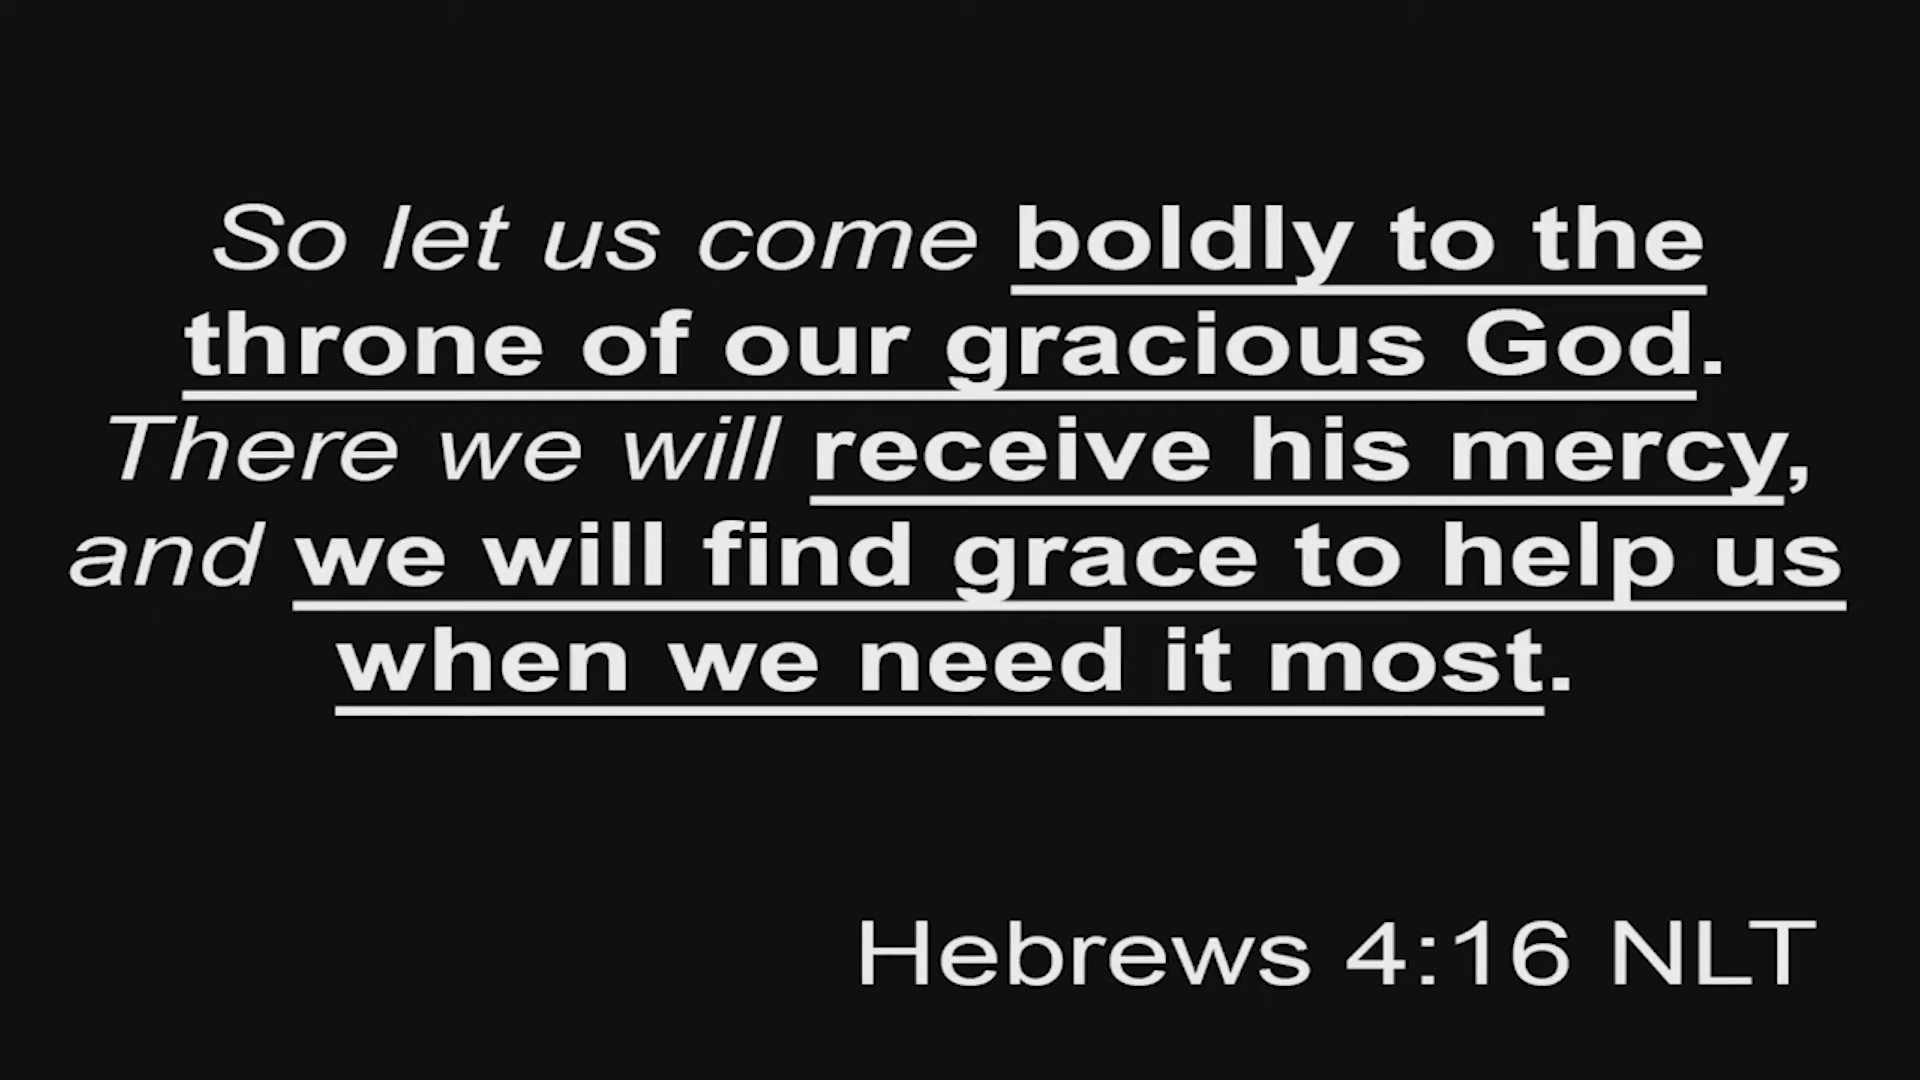 So let us come boldly to the
throne of our gracious God.
There we will receive his mercy,
and we will find grace to help us
when we need it most.
Hebrews 4:16 NLT